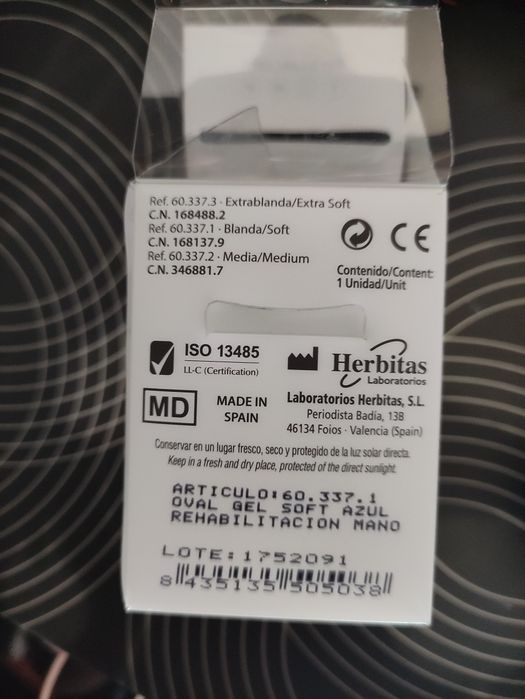 Ref. 60.337.3 · Extrablanda/Extra Soft
C.N. 168488.2
Ref. 60.337.1 · Blanda/Soft
C.N. 168137.9
Ref. 60.337.2 · Media/Medium
C.N. 346881.7
CE
Contenido/Content:
1 Unidad/Unit
ISO 13485
LL-C (Certification)
Herbitas
Laboratorios
MD
MADE IN
SPAIN
Laboratorios Herbitas, S.L.
Periodista Badía, 13B
46134 Foios · Valencia (Spain)
Conservar en un lugar fresco, seco y protegido de la luz solar directa.
Keep in a fresh and dry place, protected of the direct sunlight.
ARTICULO:60.337.1
OVAL GEL SOFT AZUL
REHABILITACION MANO
LOTE:1752091
8 435135 505038